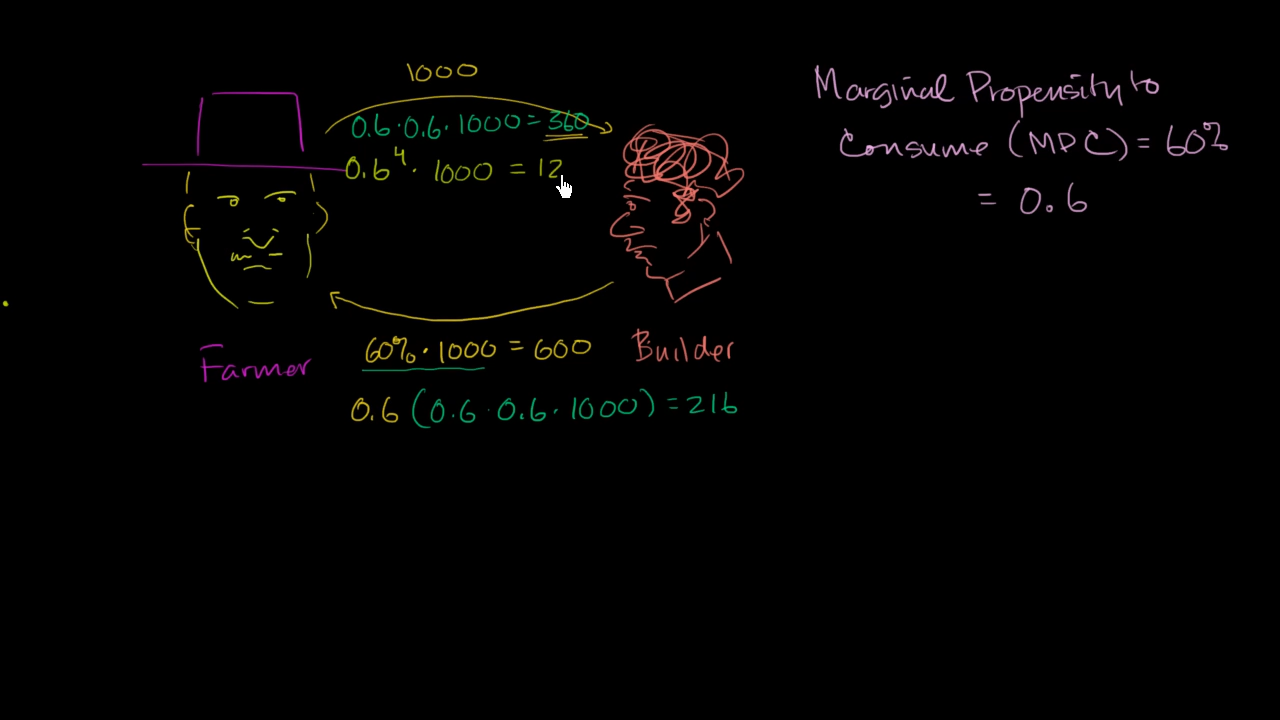 1000
0.6 · 0.6 · 1000 = 360
0.6⁴ · 1000 = 12
Marginal Propensity to
Consume (MPC) = 60%
= 0.6
60% · 1000 = 600
Builder
Farmer
0.6 (0.6 · 0.6 · 1000) = 216